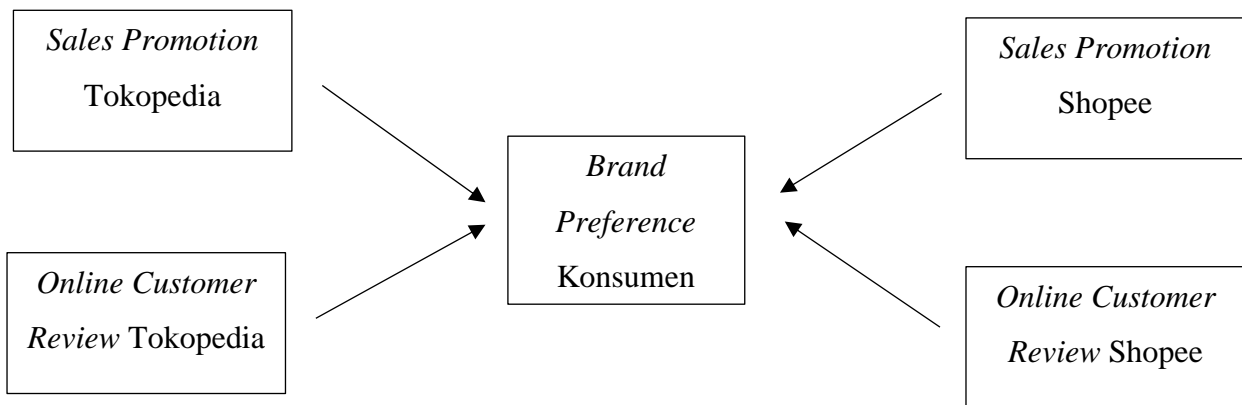 Sales Promotion
Tokopedia
Sales Promotion
Shopee
Brand
Preference
Konsumen
Online Customer
Review Tokopedia
Online Customer
Review Shopee